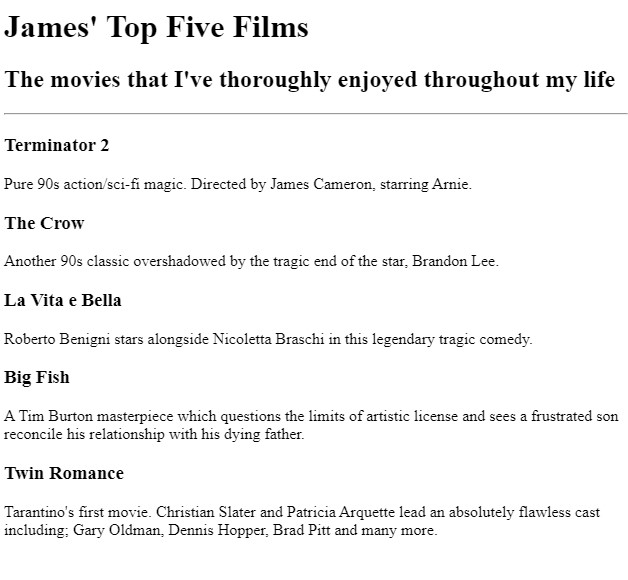 James' Top Five Films
The movies that I've thoroughly enjoyed throughout my life
Terminator 2
Pure 90s action/sci-fi magic. Directed by James Cameron, starring Arnie.
The Crow
Another 90s classic overshadowed by the tragic end of the star, Brandon Lee.
La Vita e Bella
Roberto Benigni stars alongside Nicoletta Braschi in this legendary tragic comedy.
Big Fish
A Tim Burton masterpiece which questions the limits of artistic license and sees a frustrated son
reconcile his relationship with his dying father.
Twin Romance
Tarantino's first movie. Christian Slater and Patricia Arquette lead an absolutely flawless cast
including; Gary Oldman, Dennis Hopper, Brad Pitt and many more.